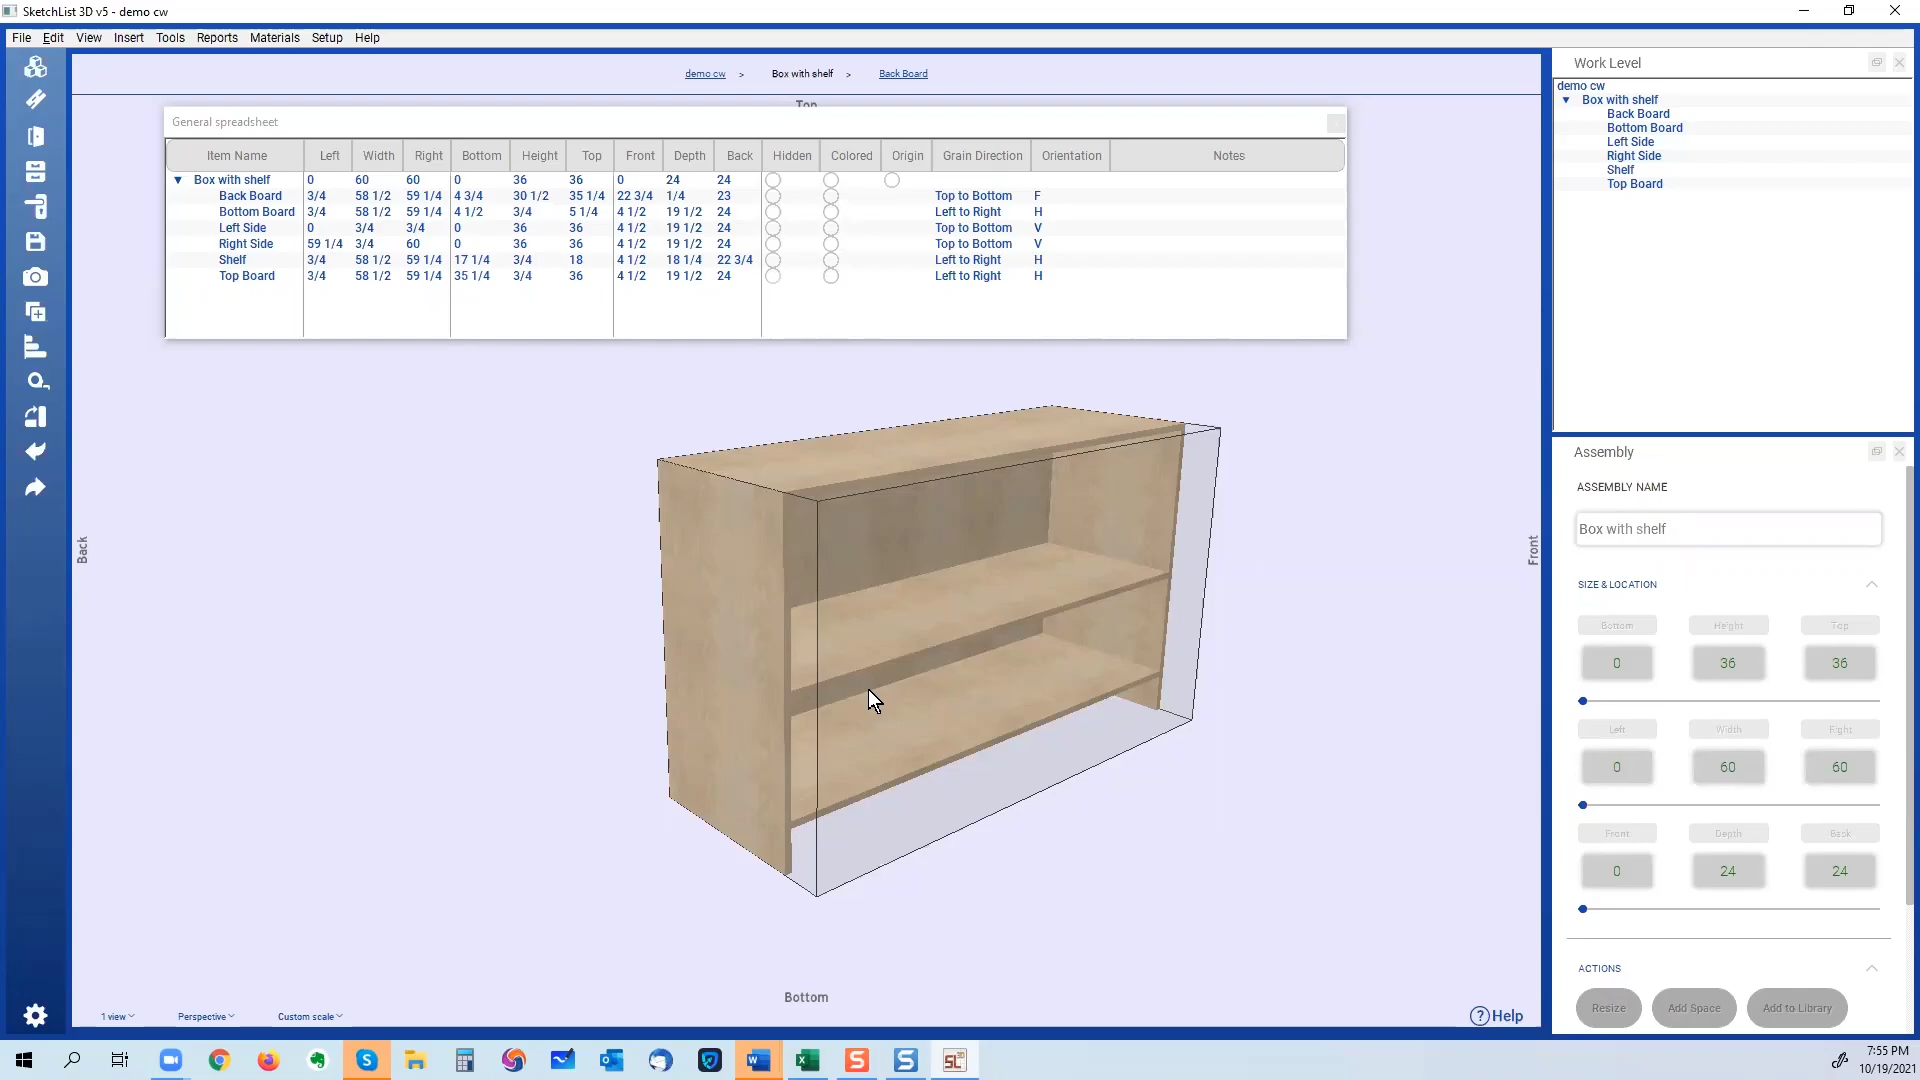 SketchList 3D v5 - demo cw
File Edit View Insert Tools Reports Materials Setup Help
demo cw > Box with shelf > Back Board
Top
General spreadsheet
Item Name Left Width Right Bottom Height Top Front Depth Back Hidden Colored Origin Grain Direction Orientation Notes
Box with shelf 0 60 60 0 36 36 0 24 24
Back Board 3/4 58 1/2 59 1/4 4 3/4 30 1/2 35 1/4 22 3/4 1/4 23 Top to Bottom F
Bottom Board 3/4 58 1/2 59 1/4 4 1/2 3/4 5 1/4 4 1/2 19 1/2 24 Left to Right H
Left Side 0 3/4 3/4 0 36 36 4 1/2 19 1/2 24 Top to Bottom V
Right Side 59 1/4 3/4 60 0 36 36 4 1/2 19 1/2 24 Top to Bottom V
Shelf 3/4 58 1/2 59 1/4 17 1/4 3/4 18 4 1/2 18 1/4 22 3/4 Left to Right H
Top Board 3/4 58 1/2 59 1/4 35 1/4 3/4 36 4 1/2 19 1/2 24 Left to Right H
Back
Front
Bottom
1 view Perspective Custom scale
? Help
Work Level
demo cw
Box with shelf
Back Board
Bottom Board
Left Side
Right Side
Shelf
Top Board
Assembly
ASSEMBLY NAME
Box with shelf
SIZE & LOCATION
Bottom Height Top
0 36 36
Left Width Right
0 60 60
Front Depth Back
0 24 24
ACTIONS
Resize Add Space Add to Library
7:55 PM
10/19/2021